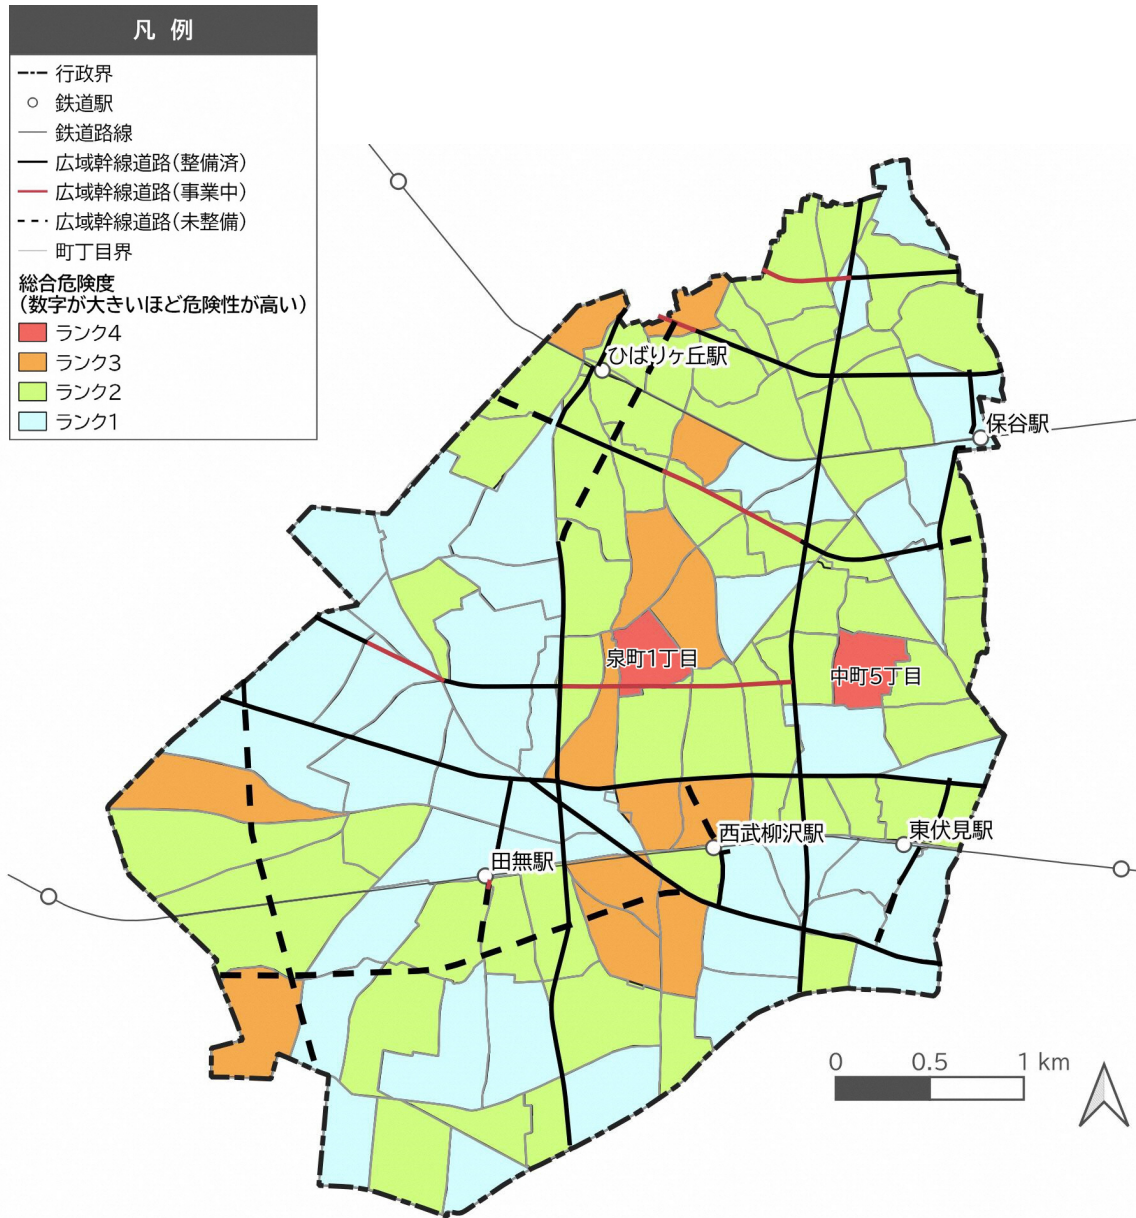 凡 例
行政界
鉄道駅
鉄道路線
広域幹線道路(整備済)
広域幹線道路(事業中)
広域幹線道路(未整備)
町丁目界
総合危険度
(数字が大きいほど危険性が高い)
ランク4
ランク3
ランク2
ランク1
ひばりヶ丘駅
保谷駅
泉町1丁目
中町5丁目
西武柳沢駅
東伏見駅
田無駅
0 0.5 1 km